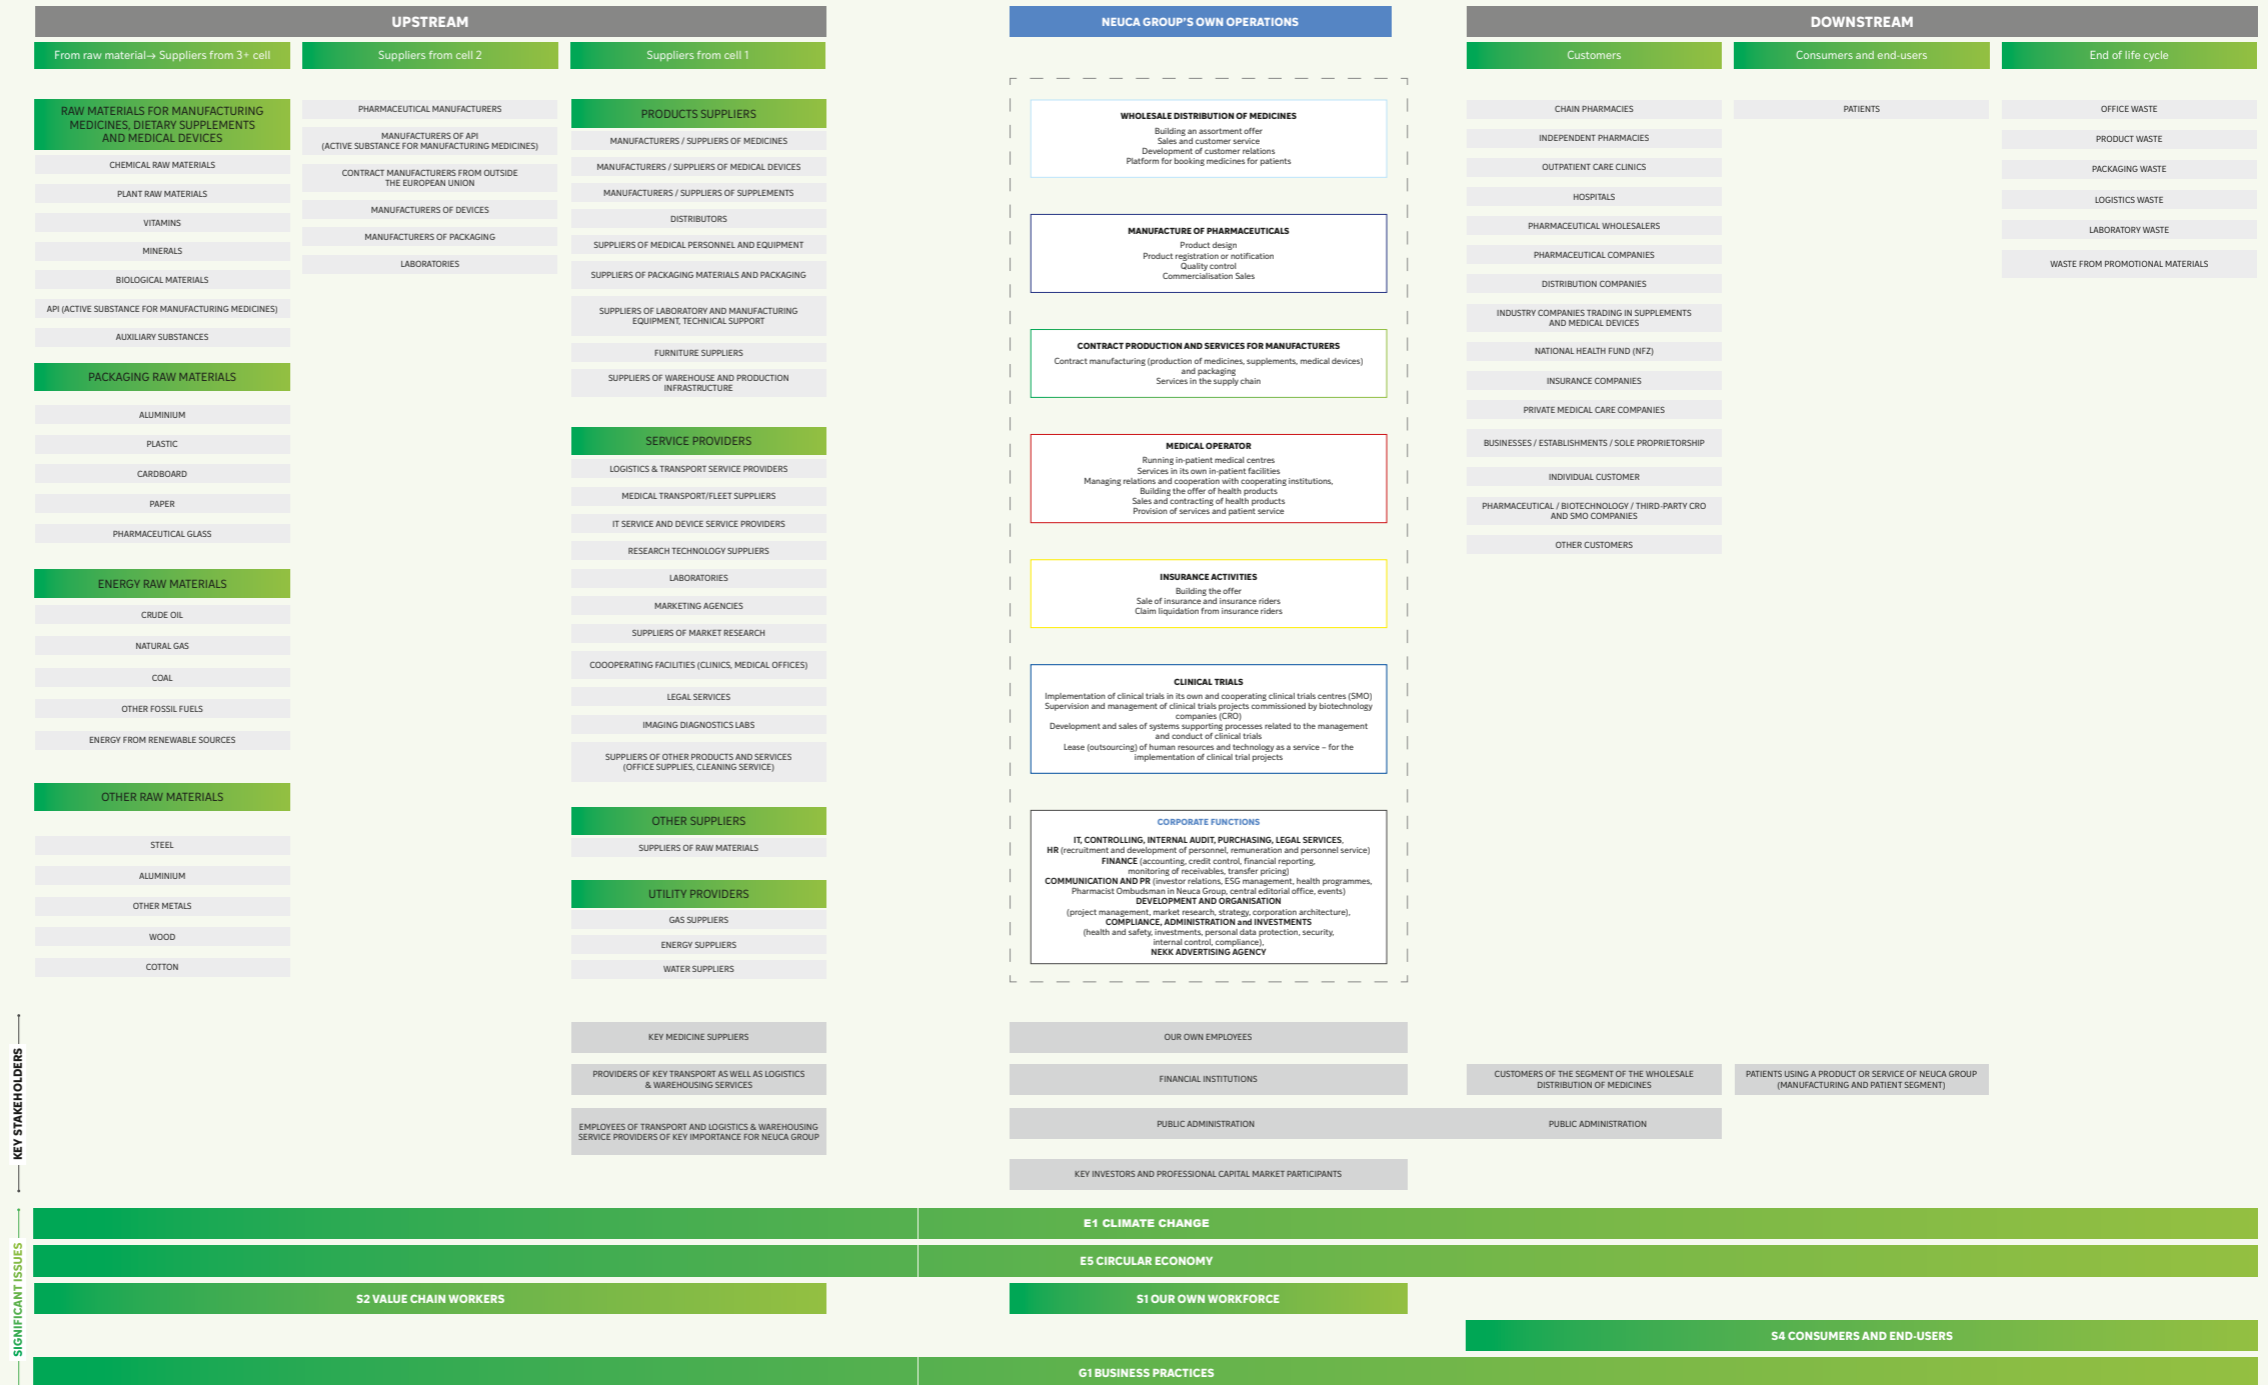 UPSTREAM
From raw material→ Suppliers from 3+ cell
RAW MATERIALS FOR MANUFACTURING
MEDICINES, DIETARY SUPPLEMENTS
AND MEDICAL DEVICES
CHEMICAL RAW MATERIALS
PLANT RAW MATERIALS
VITAMINS
MINERALS
BIOLOGICAL MATERIALS
API (ACTIVE SUBSTANCE FOR MANUFACTURING MEDICINES)
AUXILIARY SUBSTANCES
PACKAGING RAW MATERIALS
ALUMINIUM
PLASTIC
CARDBOARD
PAPER
PHARMACEUTICAL GLASS
ENERGY RAW MATERIALS
CRUDE OIL
NATURAL GAS
COAL
OTHER FOSSIL FUELS
ENERGY FROM RENEWABLE SOURCES
OTHER RAW MATERIALS
STEEL
ALUMINIUM
OTHER METALS
WOOD
COTTON
Suppliers from cell 2
PHARMACEUTICAL MANUFACTURERS
MANUFACTURERS OF API
(ACTIVE SUBSTANCE FOR MANUFACTURING MEDICINES)
CONTRACT MANUFACTURERS FROM OUTSIDE
THE EUROPEAN UNION
MANUFACTURERS OF DEVICES
MANUFACTURERS OF PACKAGING
LABORATORIES
Suppliers from cell 1
PRODUCTS SUPPLIERS
MANUFACTURERS / SUPPLIERS OF MEDICINES
MANUFACTURERS / SUPPLIERS OF MEDICAL DEVICES
MANUFACTURERS / SUPPLIERS OF SUPPLEMENTS
DISTRIBUTORS
SUPPLIERS OF MEDICAL PERSONNEL AND EQUIPMENT
SUPPLIERS OF PACKAGING MATERIALS AND PACKAGING
SUPPLIERS OF LABORATORY AND MANUFACTURING
EQUIPMENT, TECHNICAL SUPPORT
FURNITURE SUPPLIERS
SUPPLIERS OF WAREHOUSE AND PRODUCTION
INFRASTRUCTURE
SERVICE PROVIDERS
LOGISTICS & TRANSPORT SERVICE PROVIDERS
MEDICAL TRANSPORT/FLEET SUPPLIERS
IT SERVICE AND DEVICE SERVICE PROVIDERS
RESEARCH TECHNOLOGY SUPPLIERS
LABORATORIES
MARKETING AGENCIES
SUPPLIERS OF MARKET RESEARCH
COOOPERATING FACILITIES (CLINICS, MEDICAL OFFICES)
LEGAL SERVICES
IMAGING DIAGNOSTICS LABS
SUPPLIERS OF OTHER PRODUCTS AND SERVICES
(OFFICE SUPPLIES, CLEANING SERVICE)
OTHER SUPPLIERS
SUPPLIERS OF RAW MATERIALS
UTILITY PROVIDERS
GAS SUPPLIERS
ENERGY SUPPLIERS
WATER SUPPLIERS
NEUCA GROUP'S OWN OPERATIONS
WHOLESALE DISTRIBUTION OF MEDICINES
Building an assortment offer
Sales and customer service
Development of customer relations
Platform for booking medicines for patients
MANUFACTURE OF PHARMACEUTICALS
Product design
Product registration or notification
Quality control
Commercialisation Sales
CONTRACT PRODUCTION AND SERVICES FOR MANUFACTURERS
Contract manufacturing (production of medicines, supplements, medical devices)
and packaging
Services in the supply chain
MEDICAL OPERATOR
Running in-patient medical centres
Services in its own in-patient facilities
Managing relations and cooperation with cooperating institutions,
Building the offer of health products
Sales and contracting of health products
Provision of services and patient service
INSURANCE ACTIVITIES
Building the offer
Sale of insurance and insurance riders
Claim liquidation from insurance riders
CLINICAL TRIALS
Implementation of clinical trials in its own and cooperating clinical trials centres (SMO)
Supervision and management of clinical trials projects commissioned by biotechnology
companies (CRO)
Development and sales of systems supporting processes related to the management
and conduct of clinical trials
Lease (outsourcing) of human resources and technology as a service – for the
implementation of clinical trial projects
CORPORATE FUNCTIONS
IT, CONTROLLING, INTERNAL AUDIT, PURCHASING, LEGAL SERVICES,
HR (recruitment and development of personnel, remuneration and personnel service)
FINANCE (accounting, credit control, financial reporting,
monitoring of receivables, transfer pricing)
COMMUNICATION AND PR (investor relations, ESG management, health programmes,
Pharmacist Ombudsman in Neuca Group, central editorial office, events)
DEVELOPMENT AND ORGANISATION
(project management, market research, strategy, corporation architecture),
COMPLIANCE, ADMINISTRATION and INVESTMENTS
(health and safety, investments, personal data protection, security,
internal control, compliance),
NEKK ADVERTISING AGENCY
DOWNSTREAM
Customers
CHAIN PHARMACIES
INDEPENDENT PHARMACIES
OUTPATIENT CARE CLINICS
HOSPITALS
PHARMACEUTICAL WHOLESALERS
PHARMACEUTICAL COMPANIES
DISTRIBUTION COMPANIES
INDUSTRY COMPANIES TRADING IN SUPPLEMENTS
AND MEDICAL DEVICES
NATIONAL HEALTH FUND (NFZ)
INSURANCE COMPANIES
PRIVATE MEDICAL CARE COMPANIES
BUSINESSES / ESTABLISHMENTS / SOLE PROPRIETORSHIP
INDIVIDUAL CUSTOMER
PHARMACEUTICAL / BIOTECHNOLOGY / THIRD-PARTY CRO
AND SMO COMPANIES
OTHER CUSTOMERS
Consumers and end-users
PATIENTS
End of life cycle
OFFICE WASTE
PRODUCT WASTE
PACKAGING WASTE
LOGISTICS WASTE
LABORATORY WASTE
WASTE FROM PROMOTIONAL MATERIALS
KEY STAKEHOLDERS
KEY MEDICINE SUPPLIERS
PROVIDERS OF KEY TRANSPORT AS WELL AS LOGISTICS
& WAREHOUSING SERVICES
EMPLOYEES OF TRANSPORT AND LOGISTICS & WAREHOUSING
SERVICE PROVIDERS OF KEY IMPORTANCE FOR NEUCA GROUP
OUR OWN EMPLOYEES
FINANCIAL INSTITUTIONS
PUBLIC ADMINISTRATION
KEY INVESTORS AND PROFESSIONAL CAPITAL MARKET PARTICIPANTS
CUSTOMERS OF THE SEGMENT OF THE WHOLESALE
DISTRIBUTION OF MEDICINES
PUBLIC ADMINISTRATION
PATIENTS USING A PRODUCT OR SERVICE OF NEUCA GROUP
(MANUFACTURING AND PATIENT SEGMENT)
SIGNIFICANT ISSUES
E1 CLIMATE CHANGE
E5 CIRCULAR ECONOMY
S2 VALUE CHAIN WORKERS
S1 OUR OWN WORKFORCE
S4 CONSUMERS AND END-USERS
G1 BUSINESS PRACTICES